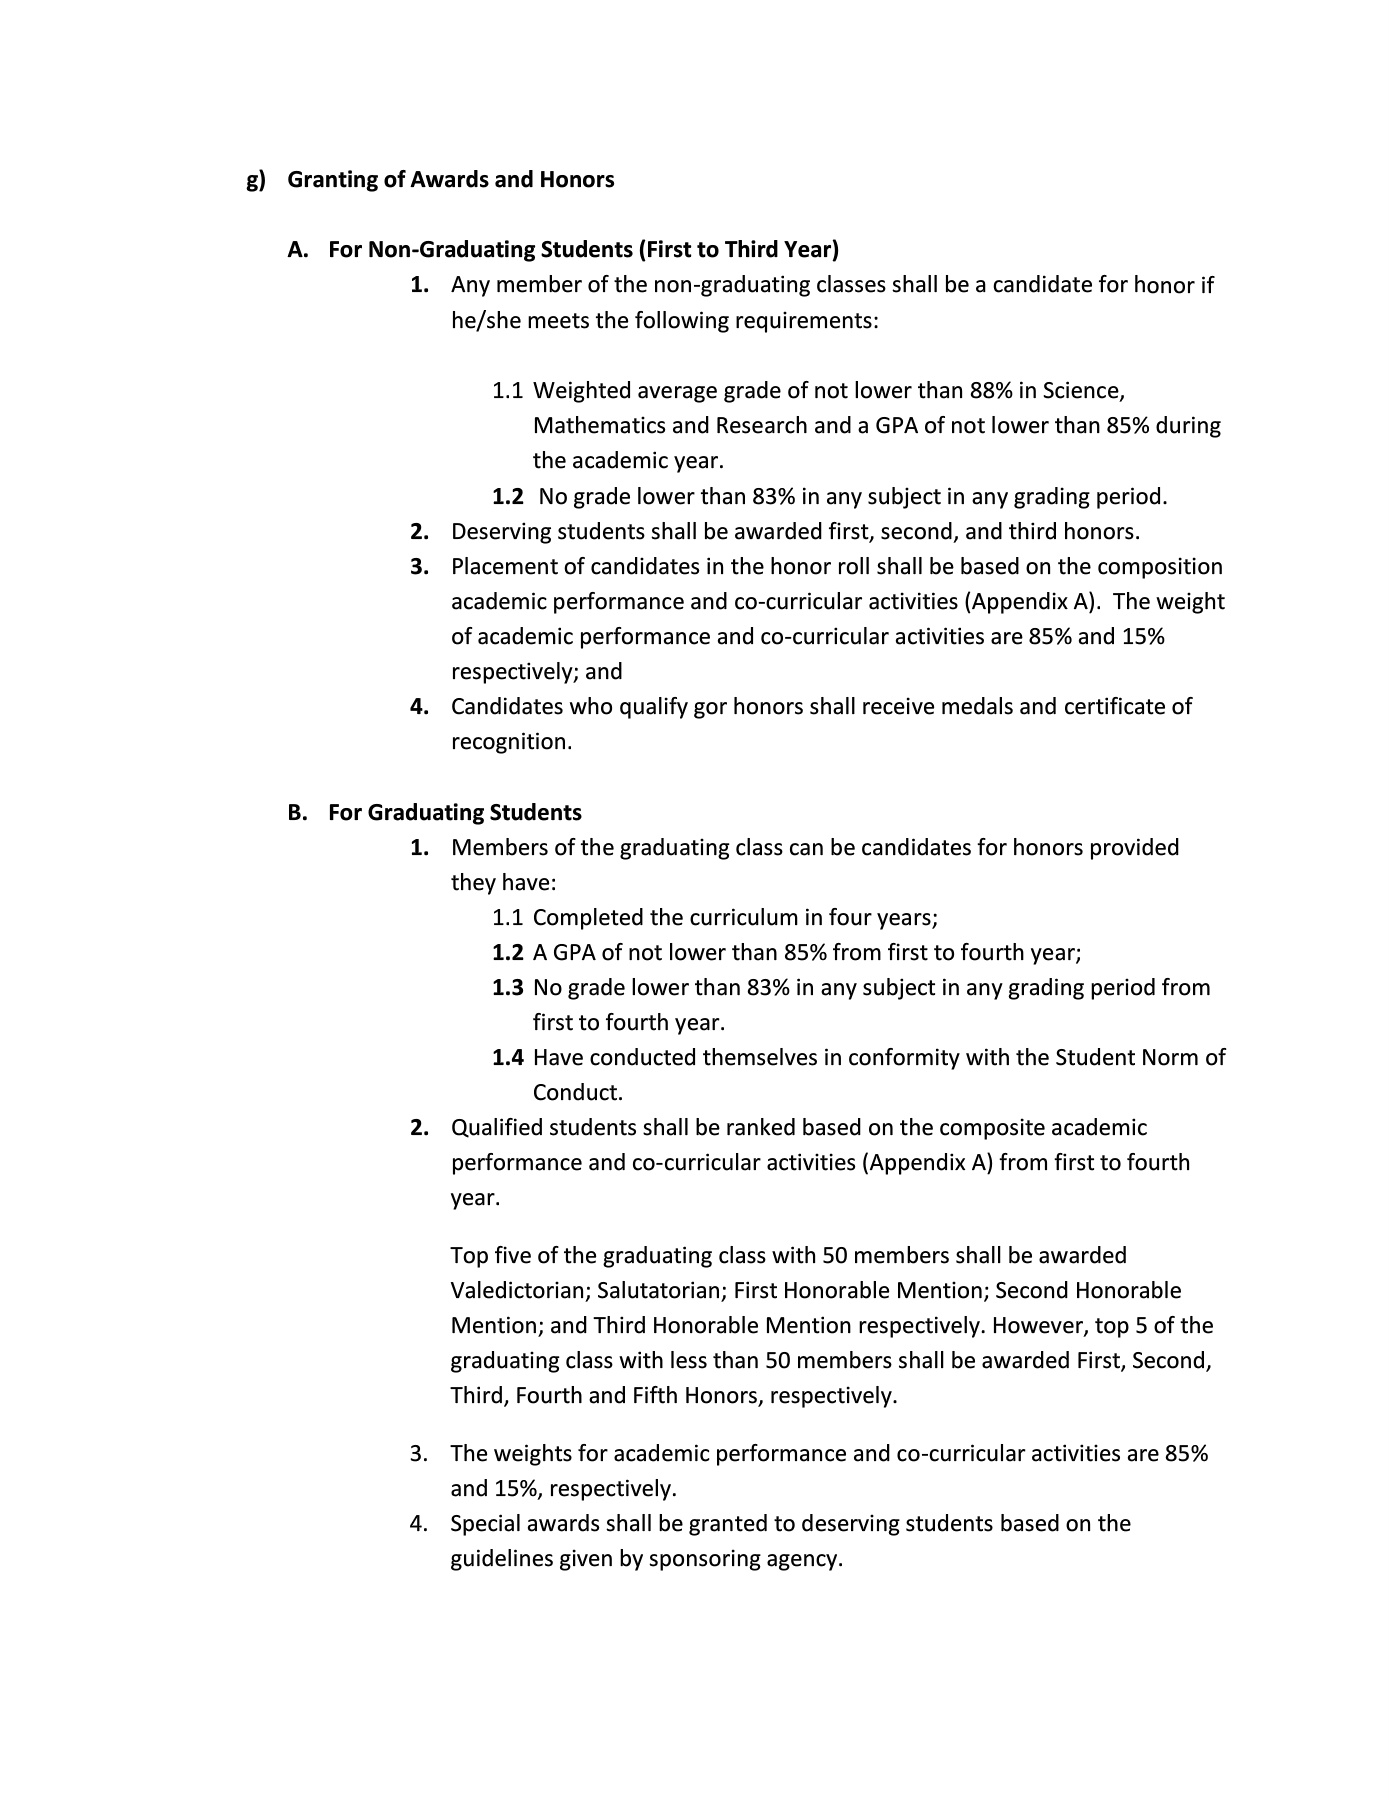 g) Granting of Awards and Honors
A. For Non-Graduating Students (First to Third Year)
1. Any member of the non-graduating classes shall be a candidate for honor if
he/she meets the following requirements:
1.1 Weighted average grade of not lower than 88% in Science,
Mathematics and Research and a GPA of not lower than 85% during
the academic year.
1.2 No grade lower than 83% in any subject in any grading period.
2. Deserving students shall be awarded first, second, and third honors.
3. Placement of candidates in the honor roll shall be based on the composition
academic performance and co-curricular activities (Appendix A). The weight
of academic performance and co-curricular activities are 85% and 15%
respectively; and
4. Candidates who qualify gor honors shall receive medals and certificate of
recognition.
B. For Graduating Students
1. Members of the graduating class can be candidates for honors provided
they have:
1.1 Completed the curriculum in four years;
1.2 A GPA of not lower than 85% from first to fourth year;
1.3 No grade lower than 83% in any subject in any grading period from
first to fourth year.
1.4 Have conducted themselves in conformity with the Student Norm of
Conduct.
2. Qualified students shall be ranked based on the composite academic
performance and co-curricular activities (Appendix A) from first to fourth
year.
Top five of the graduating class with 50 members shall be awarded
Valedictorian; Salutatorian; First Honorable Mention; Second Honorable
Mention; and Third Honorable Mention respectively. However, top 5 of the
graduating class with less than 50 members shall be awarded First, Second,
Third, Fourth and Fifth Honors, respectively.
3. The weights for academic performance and co-curricular activities are 85%
and 15%, respectively.
4. Special awards shall be granted to deserving students based on the
guidelines given by sponsoring agency.